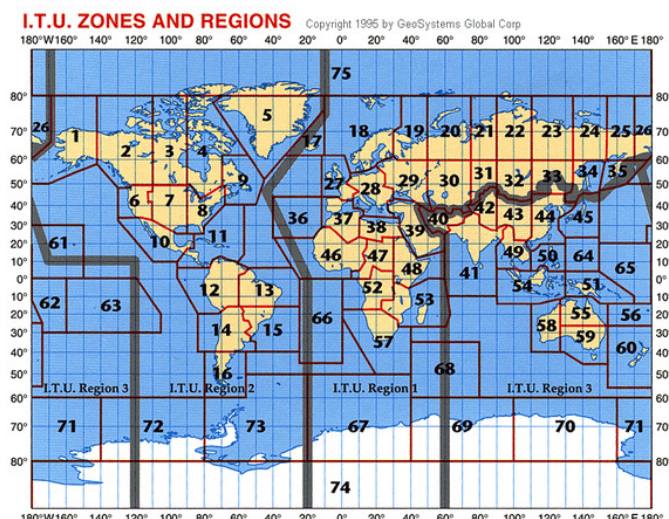 I.T.U. ZONES AND REGIONS Copyright 1995 by GeoSystems Global Corp
180°W 160° 140° 120° 100° 80° 60° 40° 20° 0° 20° 40° 60° 80° 100° 120° 140° 160° E 180°
75
80° 80°
5
26 1 2 3 4 17 18 19 20 21 22 23 24 25 26
70° 70°
60° 60°
9 27 28 29 30 31 32 33 34 35
50° 50°
6 7 8 36 37 38 39 40 42 43 44 45
40° 40°
30° 30°
61 10 11 46 47 48 41 49 50 64 65
20° 20°
10° 10°
0° 0°
62 63 12 13 66 52 53 54 51
10° 10°
14 15 57 58 55 56
20° 20°
59 60
30° 30°
40° 40°
16 68
50° 50°
I.T.U. Region 3 I.T.U. Region 2 I.T.U. Region 1 I.T.U. Region 3
60° 60°
71 72 73 67 69 70 71
70° 70°
80° 80°
74
180°W 160° 140° 120° 100° 80° 60° 40° 20° 0° 20° 40° 60° 80° 100° 120° 140° 160° E 180°